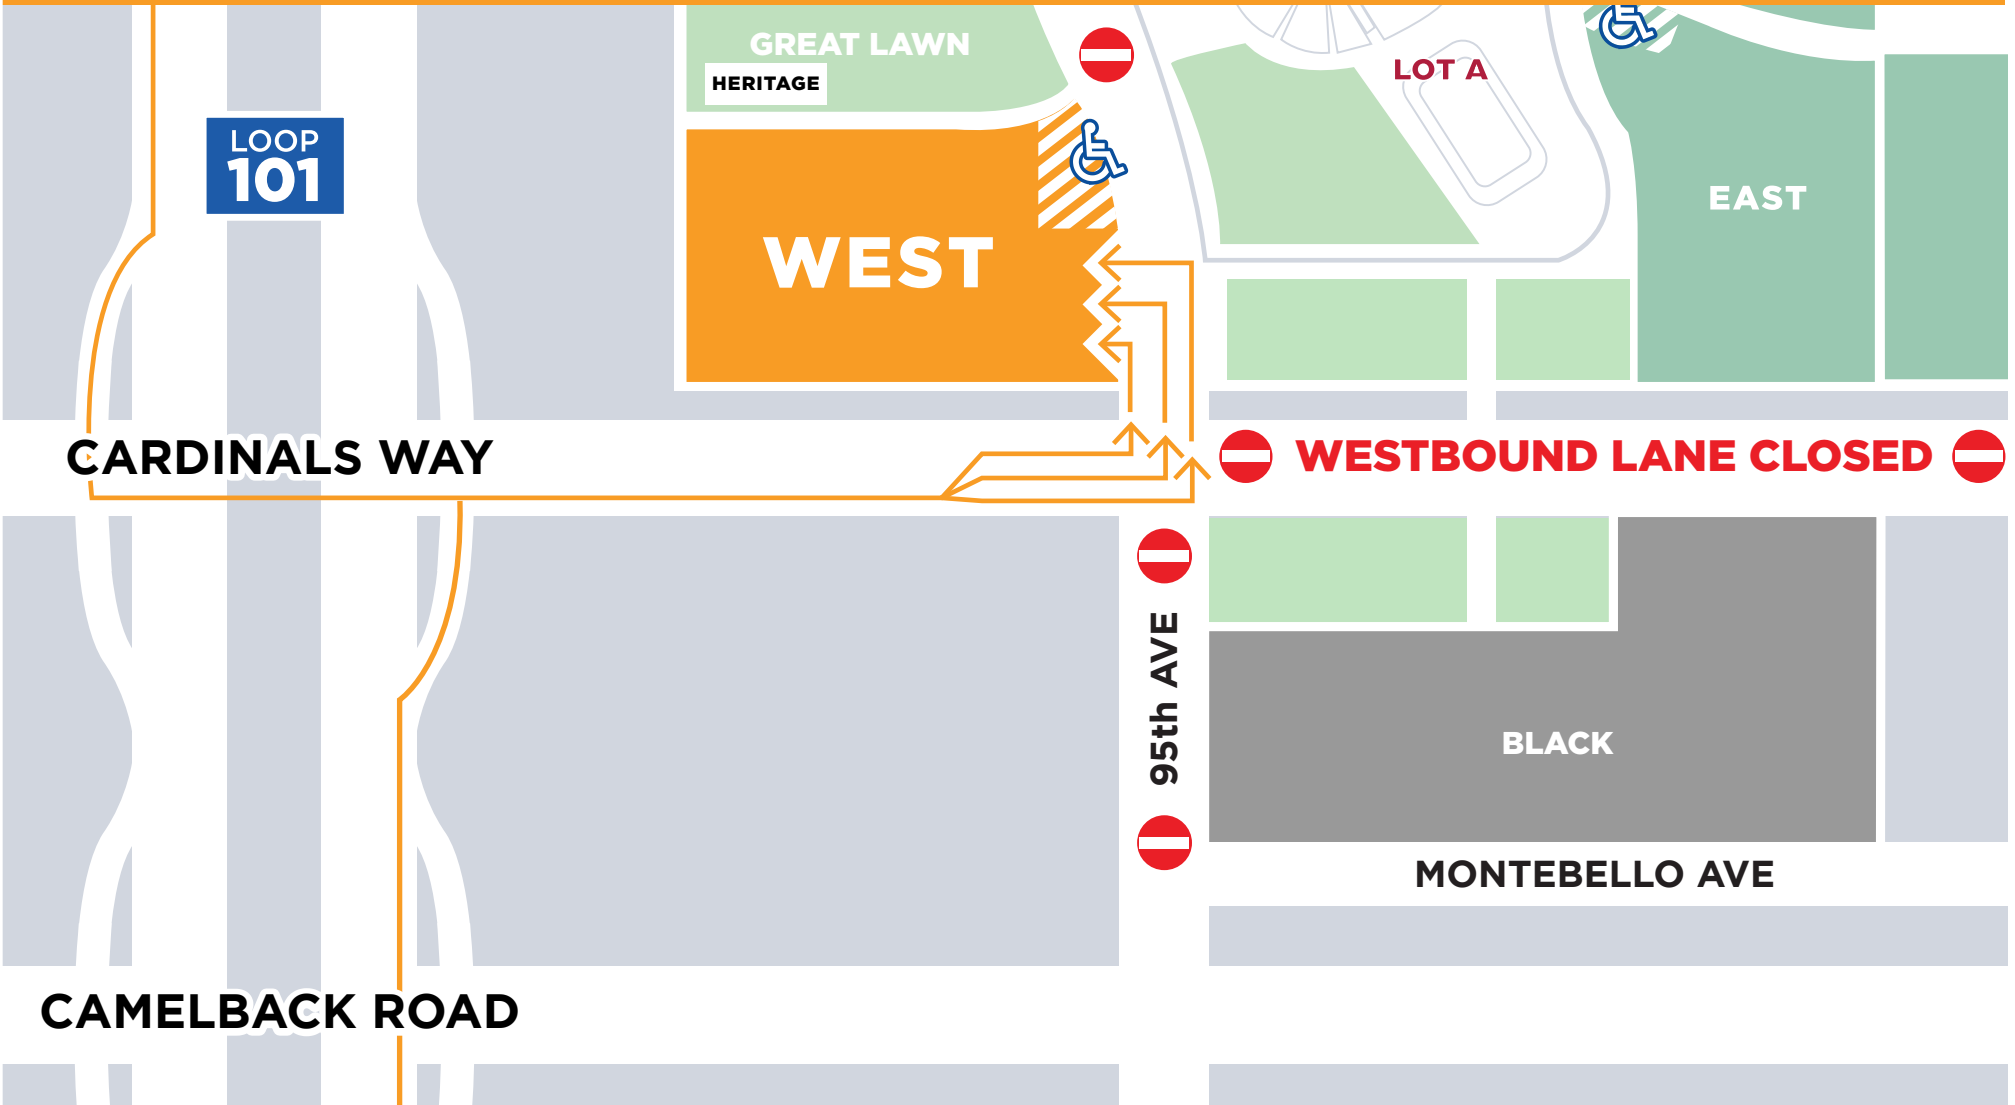 GREAT LAWN
HERITAGE
LOT A
LOOP
101
EAST
WEST
CARDINALS WAY
WESTBOUND LANE CLOSED
95th AVE
BLACK
MONTEBELLO AVE
CAMELBACK ROAD